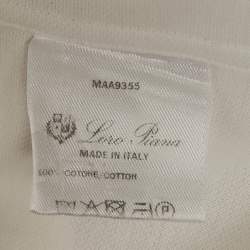 MAA9355
Loro Piana
MADE IN ITALY
100% COTONE/COTTON